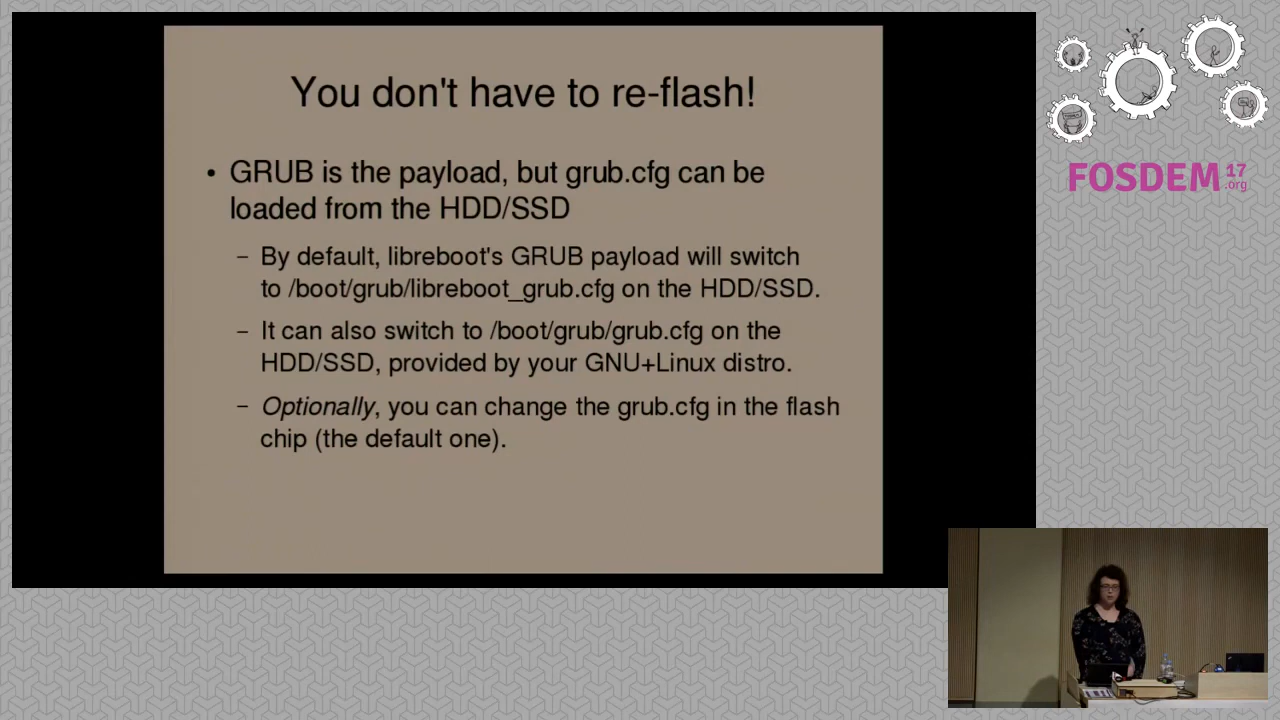 You don't have to re-flash!
• GRUB is the payload, but grub.cfg can be
loaded from the HDD/SSD
– By default, libreboot's GRUB payload will switch
to /boot/grub/libreboot_grub.cfg on the HDD/SSD.
– It can also switch to /boot/grub/grub.cfg on the
HDD/SSD, provided by your GNU+Linux distro.
– Optionally, you can change the grub.cfg in the flash
chip (the default one).
FOSDEM 17
.org